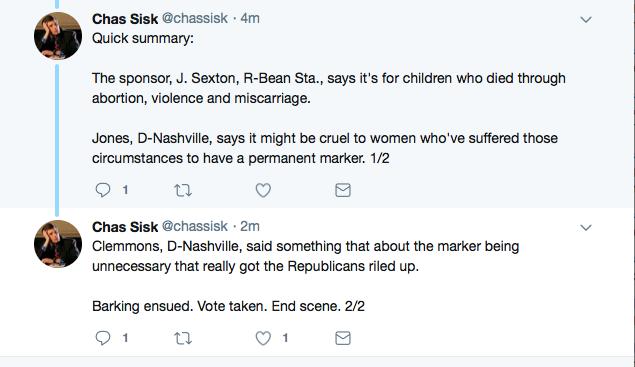 Chas Sisk @chassisk · 4m
Quick summary:
The sponsor, J. Sexton, R-Bean Sta., says it's for children who died through
abortion, violence and miscarriage.
Jones, D-Nashville, says it might be cruel to women who've suffered those
circumstances to have a permanent marker. 1/2
1
Chas Sisk @chassisk · 2m
Clemmons, D-Nashville, said something that about the marker being
unnecessary that really got the Republicans riled up.
Barking ensued. Vote taken. End scene. 2/2
1 1